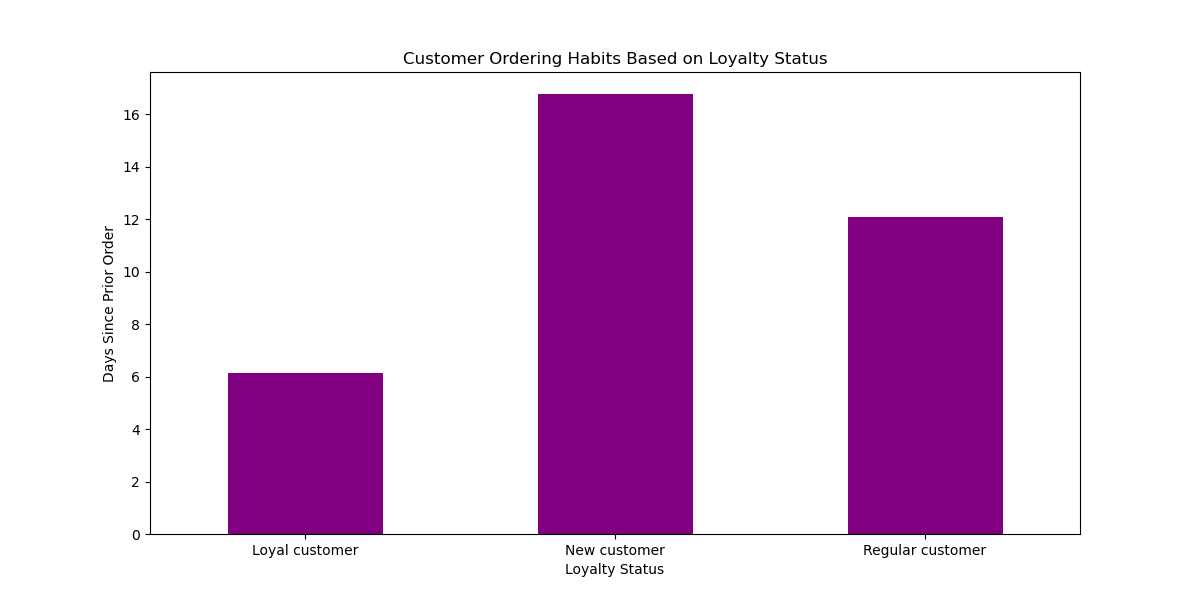 Customer Ordering Habits Based on Loyalty Status
Days Since Prior Order
16
14
12
10
8
6
4
2
0
Loyal customer
New customer
Regular customer
Loyalty Status